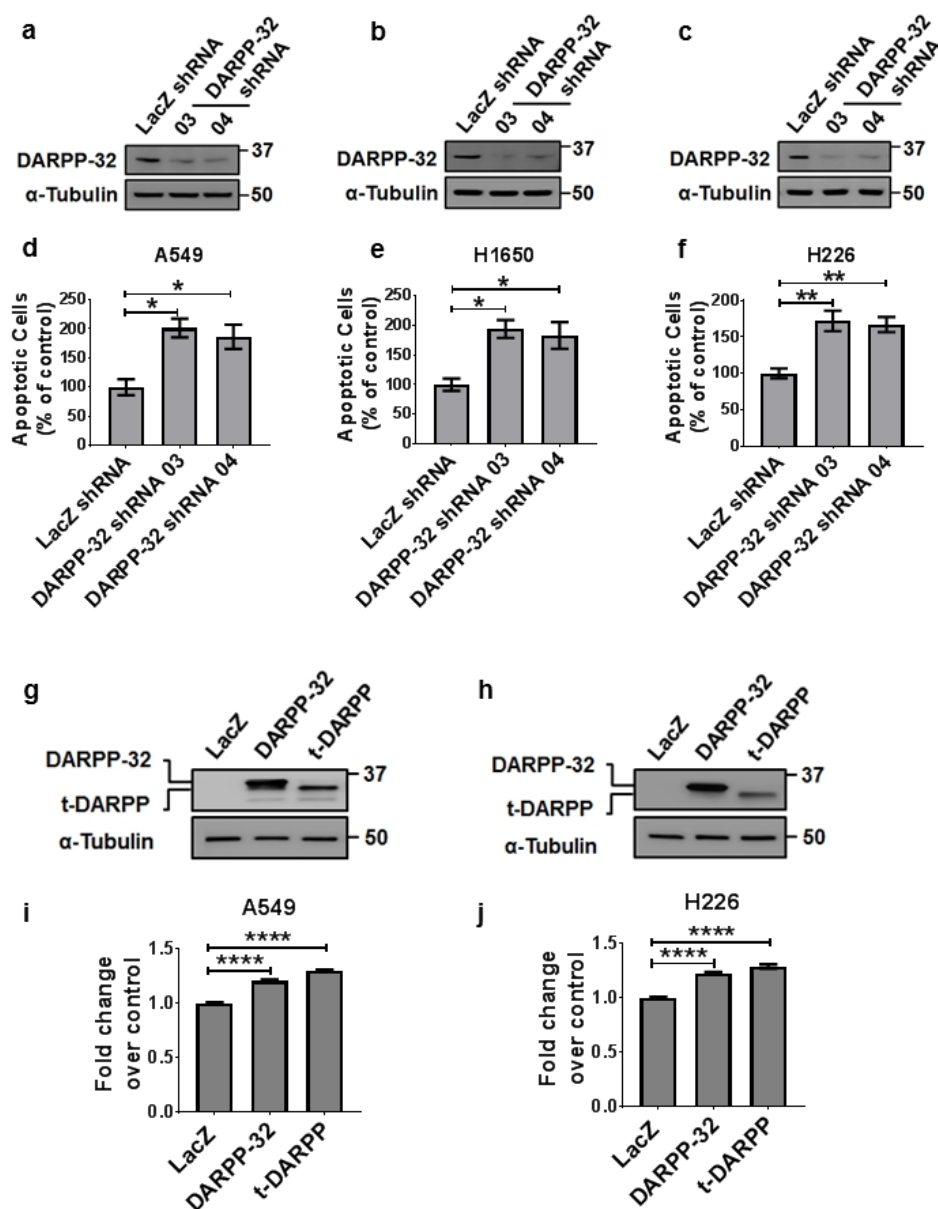 a
LacZ shRNA
DARPP-32
shRNA
03
04
DARPP-32
37
α-Tubulin
50
b
LacZ shRNA
DARPP-32
shRNA
03
04
DARPP-32
37
α-Tubulin
50
c
LacZ shRNA
DARPP-32
shRNA
03
04
DARPP-32
37
α-Tubulin
50
d
A549
Apoptotic Cells
(% of control)
250
200
150
100
50
0
*
*
LacZ shRNA
DARPP-32 shRNA 03
DARPP-32 shRNA 04
e
H1650
Apoptotic Cells
(% of control)
250
200
150
100
50
0
*
*
LacZ shRNA
DARPP-32 shRNA 03
DARPP-32 shRNA 04
f
H226
Apoptotic Cells
(% of control)
200
150
100
50
0
**
**
LacZ shRNA
DARPP-32 shRNA 03
DARPP-32 shRNA 04
g
LacZ
DARPP-32
t-DARPP
DARPP-32
37
t-DARPP
α-Tubulin
50
h
LacZ
DARPP-32
t-DARPP
DARPP-32
37
t-DARPP
α-Tubulin
50
i
A549
Fold change
over control
1.5
1.0
0.5
0.0
****
****
LacZ
DARPP-32
t-DARPP
j
H226
Fold change
over control
1.5
1.0
0.5
0.0
****
****
LacZ
DARPP-32
t-DARPP